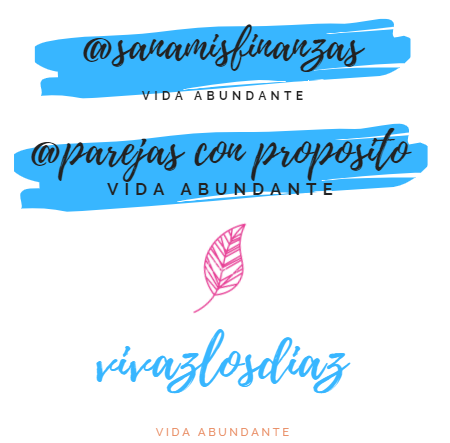 @sanamisfinanzas
VIDA ABUNDANTE
@parejas con proposito
VIDA ABUNDANTE
vivazlosdiaz
VIDA ABUNDANTE